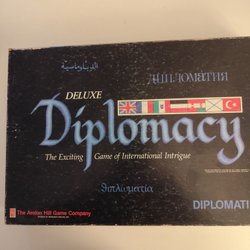 الدبلوماسية
ДИПЛОМАТИЯ
DELUXE
Diplomacy
The Exciting Game of International Intrigue
διπλωματία
DIPLOMATI
The Avalon Hill Game Company